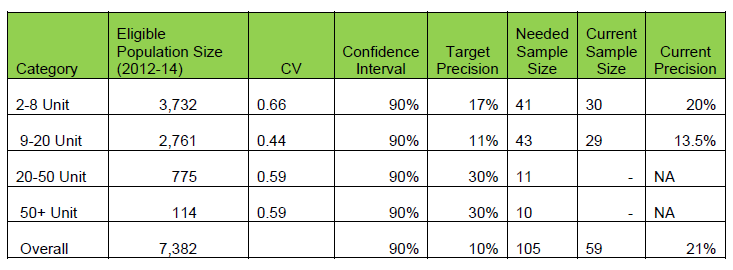 Category Eligible Population Size (2012-14) CV Confidence Interval Target Precision Needed Sample Size Current Sample Size Current Precision
2-8 Unit 3,732 0.66 90% 17% 41 30 20%
9-20 Unit 2,761 0.44 90% 11% 43 29 13.5%
20-50 Unit 775 0.59 90% 30% 11 - NA
50+ Unit 114 0.59 90% 30% 10 - NA
Overall 7,382 90% 10% 105 59 21%